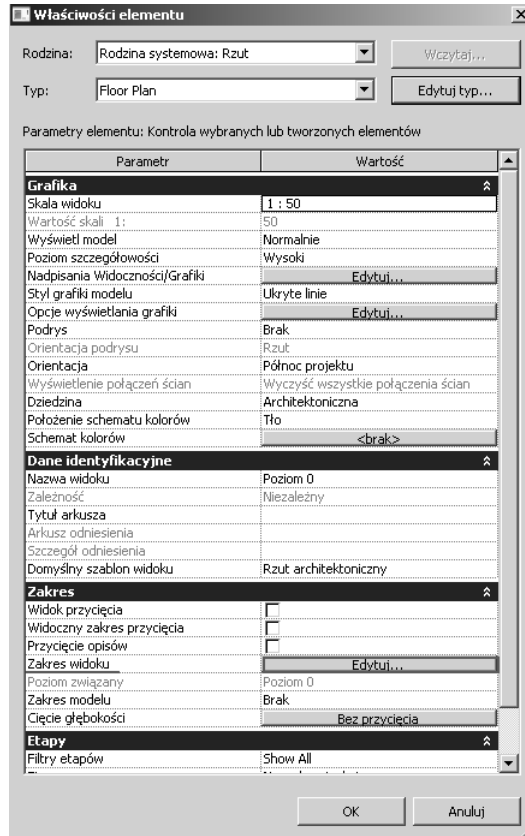 Właściwości elementu
Rodzina: Rodzina systemowa: Rzut Wczytaj...
Typ: Floor Plan Edytuj typ...
Parametry elementu: Kontrola wybranych lub tworzonych elementów
Parametr Wartość
Grafika
Skala widoku 1 : 50
Wartość skali 1: 50
Wyświetl model Normalnie
Poziom szczegółowości Wysoki
Nadpisania Widoczności/Grafiki Edytuj...
Styl grafiki modelu Ukryte linie
Opcje wyświetlania grafiki Edytuj...
Podrys Brak
Orientacja podrysu Rzut
Orientacja Północ projektu
Wyświetlenie połączeń ścian Wyczyść wszystkie połączenia ścian
Dziedzina Architektoniczna
Położenie schematu kolorów Tło
Schemat kolorów <brak>
Dane identyfikacyjne
Nazwa widoku Poziom 0
Zależność Niezależny
Tytuł arkusza
Arkusz odniesienia
Szczegół odniesienia
Domyślny szablon widoku Rzut architektoniczny
Zakres
Widok przycięcia
Widoczny zakres przycięcia
Przycięcie opisów
Zakres widoku Edytuj...
Poziom związany Poziom 0
Zakres modelu Brak
Cięcie głębokości Bez przycięcia
Etapy
Filtry etapów Show All
OK Anuluj